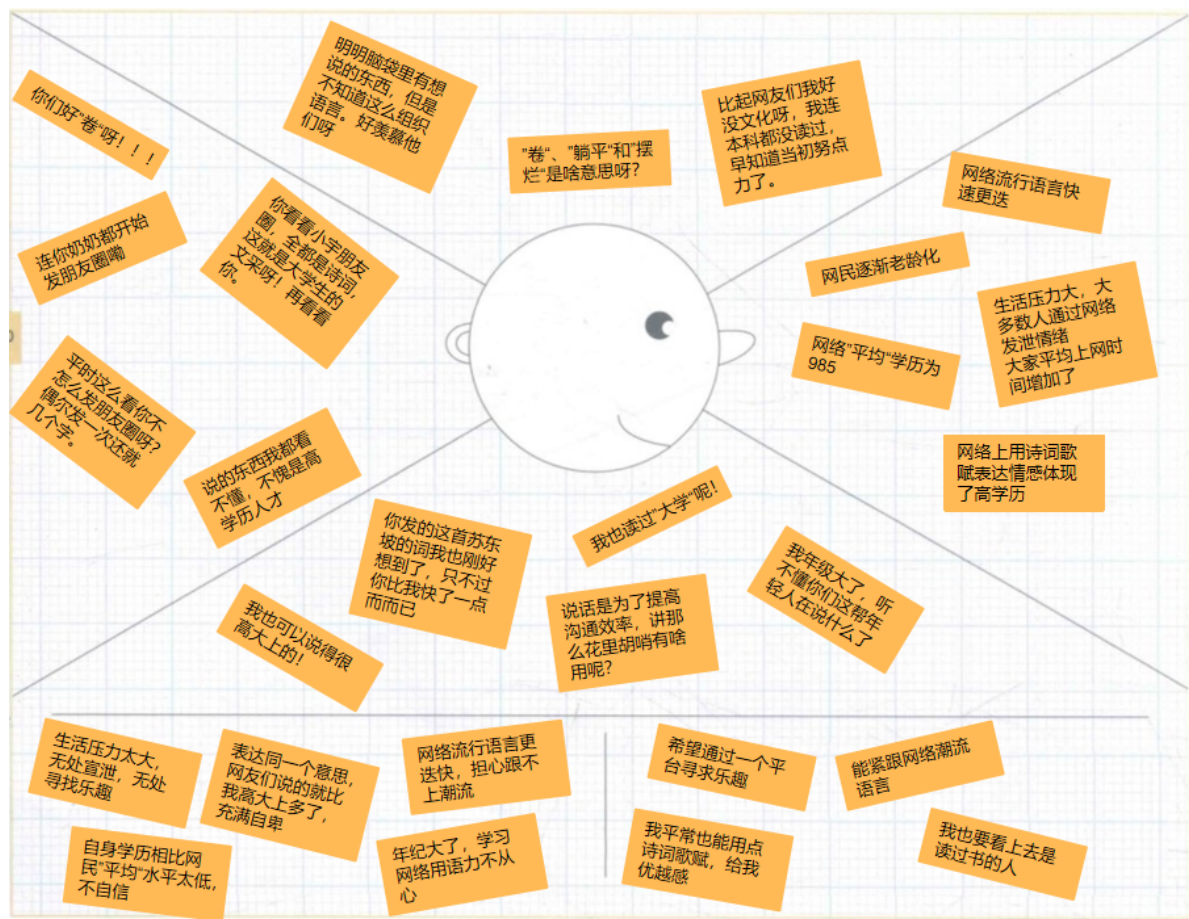 明明脑袋里有想
说的东西，但是
不知道这么组织
语言。好羡慕他
们呀
"卷"、"躺平"和"摆
烂"是啥意思呀？
比起网友们我好
没文化呀，我连
本科都没读过，
早知道当初努点
力了。
你们好"卷"呀！！！
连你奶奶都开始
发朋友圈嘞
你看看小宇朋友
圈，全都是诗词，
这就是大学生的
文采呀！再看看
你。
平时这么看你不
怎么发朋友圈呀？
偶尔发一次还就
几个字。
说的东西我都看
不懂，不愧是高
学历人才
网络流行语言快
速更迭
网民逐渐老龄化
生活压力大，大
多数人通过网络
发泄情绪
大家平均上网时
间增加了
网络"平均"学历为
985
网络上用诗词歌
赋表达情感体现
了高学历
我也可以说得很
高大上的！
你发的这首苏东
坡的词我也刚好
想到了，只不过
你比我快了一点
而而已
我也读过"大学"呢！
说话是为了提高
沟通效率，讲那
么花里胡哨有啥
用呢？
我年级大了，听
不懂你们这帮年
轻人在说什么了
生活压力太大，
无处宣泄，无处
寻找乐趣
表达同一个意思，
网友们说的就比
我高大上多了，
充满自卑
网络流行语言更
迭快，担心跟不
上潮流
自身学历相比网
民"平均"水平太低，
不自信
年纪大了，学习
网络用语力不从
心
希望通过一个平
台寻求乐趣
能紧跟网络潮流
语言
我平常也能用点
诗词歌赋，给我
优越感
我也要看上去是
读过书的人